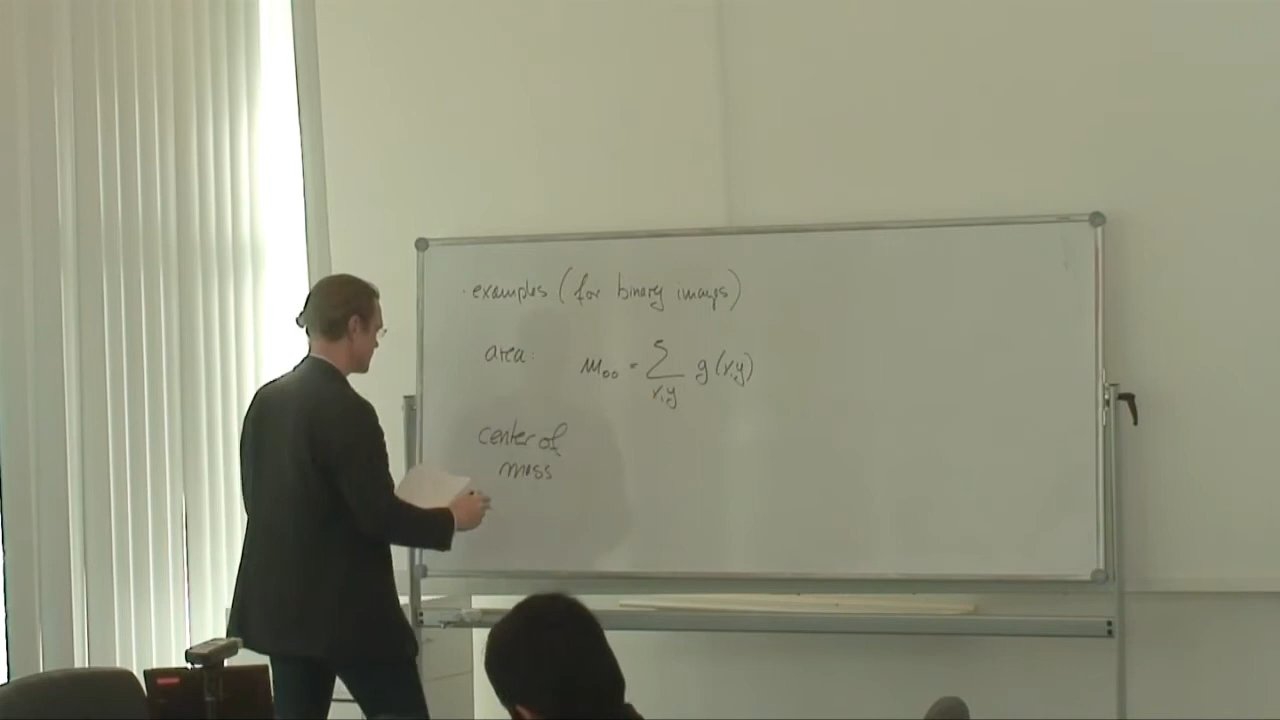 · examples (for binary images)
area: m₀₀ = ∑ g(x,y)
x,y
center of
mass